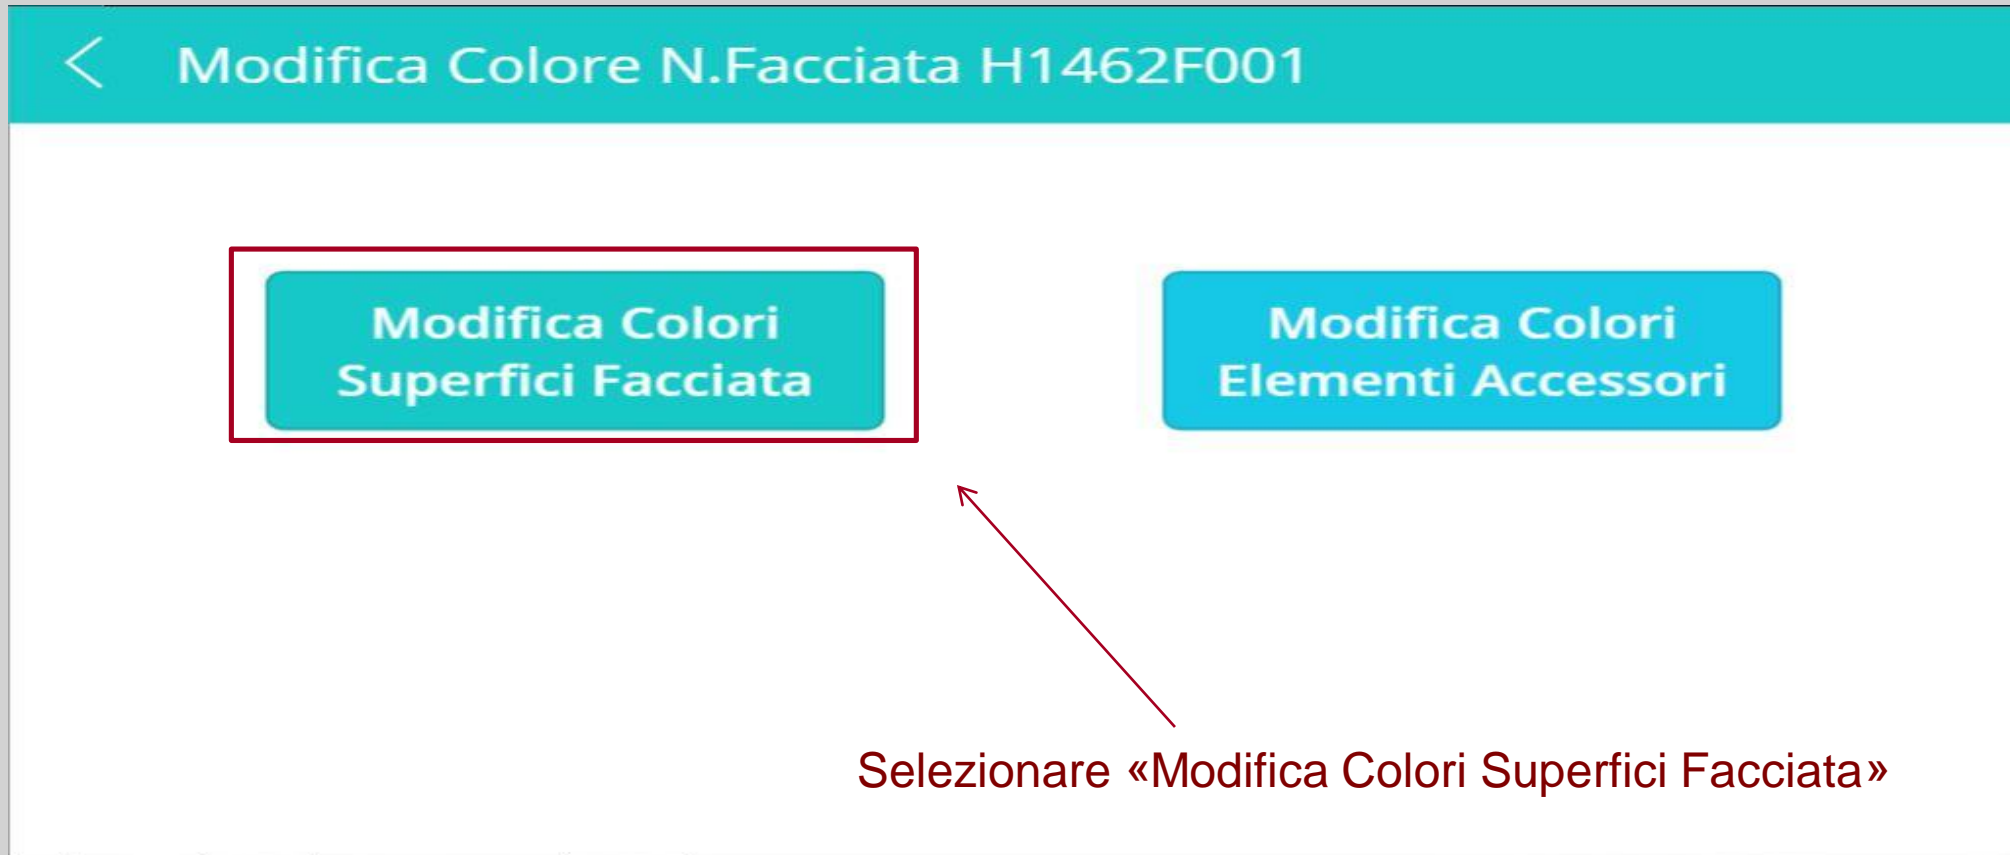 Modifica Colore N.Facciata H1462F001
Modifica Colori
Superfici Facciata
Modifica Colori
Elementi Accessori
Selezionare «Modifica Colori Superfici Facciata»